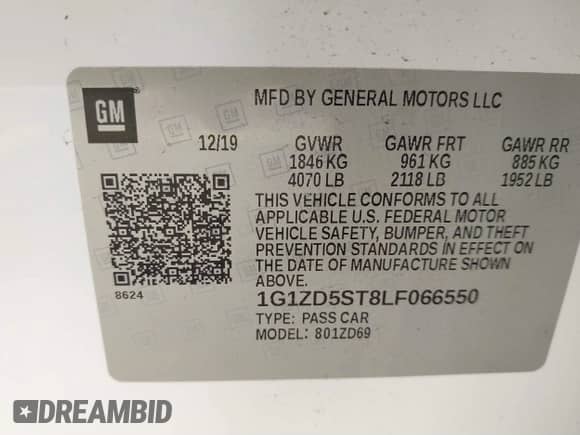 GM
MFD BY GENERAL MOTORS LLC
12/19 GVWR GAWR FRT GAWR RR
1846 KG 961 KG 885 KG
4070 LB 2118 LB 1952 LB
THIS VEHICLE CONFORMS TO ALL
APPLICABLE U.S. FEDERAL MOTOR
VEHICLE SAFETY, BUMPER, AND THEFT
PREVENTION STANDARDS IN EFFECT ON
THE DATE OF MANUFACTURE SHOWN
ABOVE.
8624
1G1ZD5ST8LF066550
TYPE: PASS CAR
MODEL: 801ZD69
DREAMBID